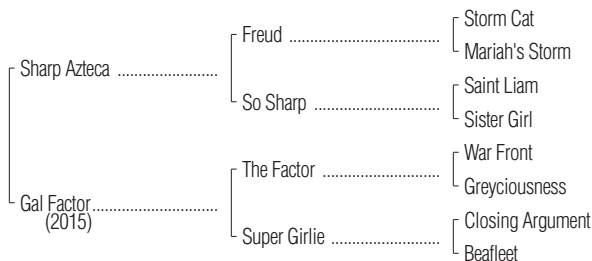 Storm Cat
Freud
Mariah's Storm
Sharp Azteca
Saint Liam
So Sharp
Sister Girl
War Front
The Factor
Greyciousness
Gal Factor
(2015)
Closing Argument
Super Girlie
Beafleet